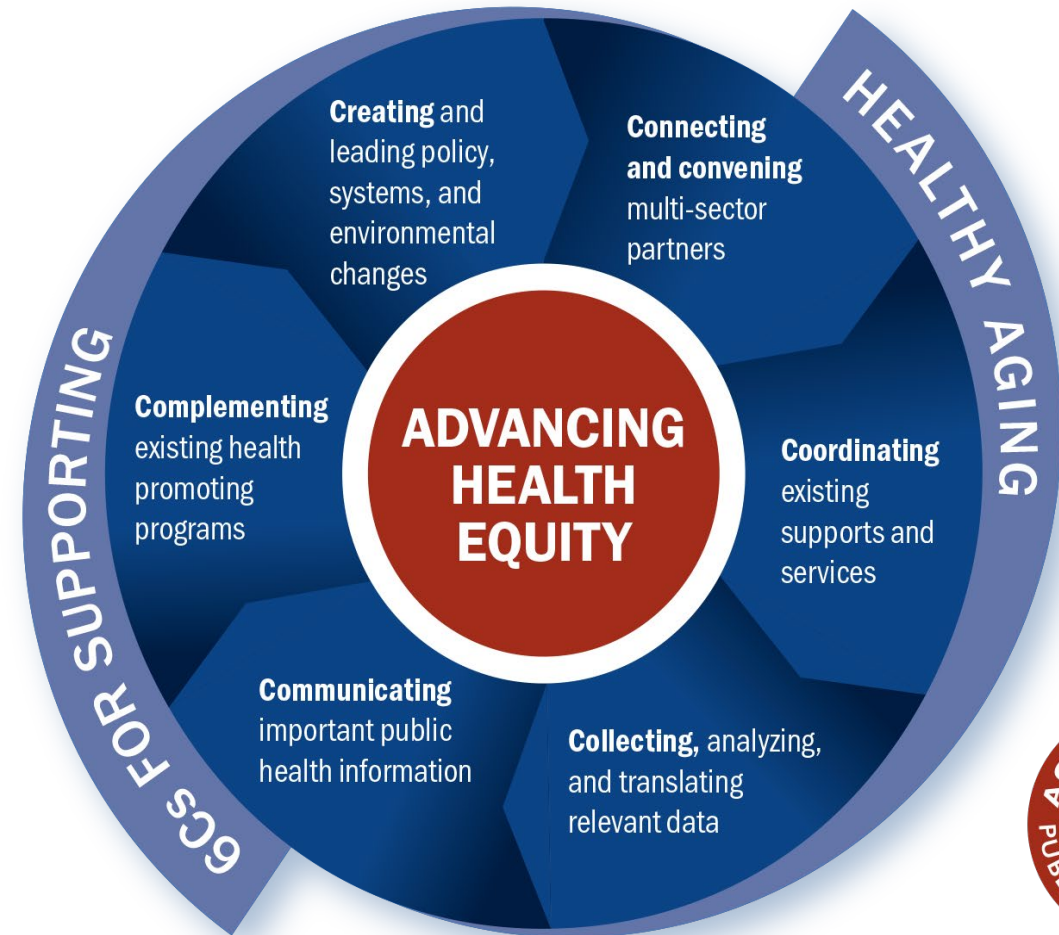 6Cs FOR SUPPORTING
HEALTHY AGING
Creating and
leading policy,
systems, and
environmental
changes
Connecting
and convening
multi-sector
partners
Coordinating
existing
supports and
services
Collecting, analyzing,
and translating
relevant data
Communicating
important public
health information
Complementing
existing health
promoting
programs
ADVANCING
HEALTH
EQUITY